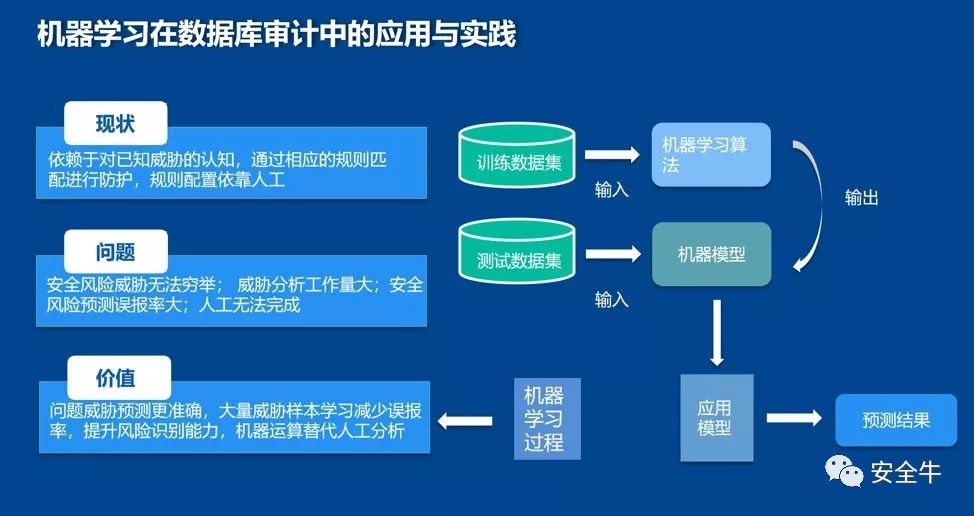 机器学习在数据库审计中的应用与实践
现状
依赖于对已知威胁的认知，通过相应的规则匹
配进行防护，规则配置依靠人工
问题
安全风险威胁无法穷举； 威胁分析工作量大；安全
风险预测误报率大；人工无法完成
价值
问题威胁预测更准确，大量威胁样本学习减少误报
率，提升风险识别能力，机器运算替代人工分析
训练数据集
输入
机器学习算
法
输出
测试数据集
输入
机器模型
机器
学习
过程
应用
模型
预测结果
安全牛